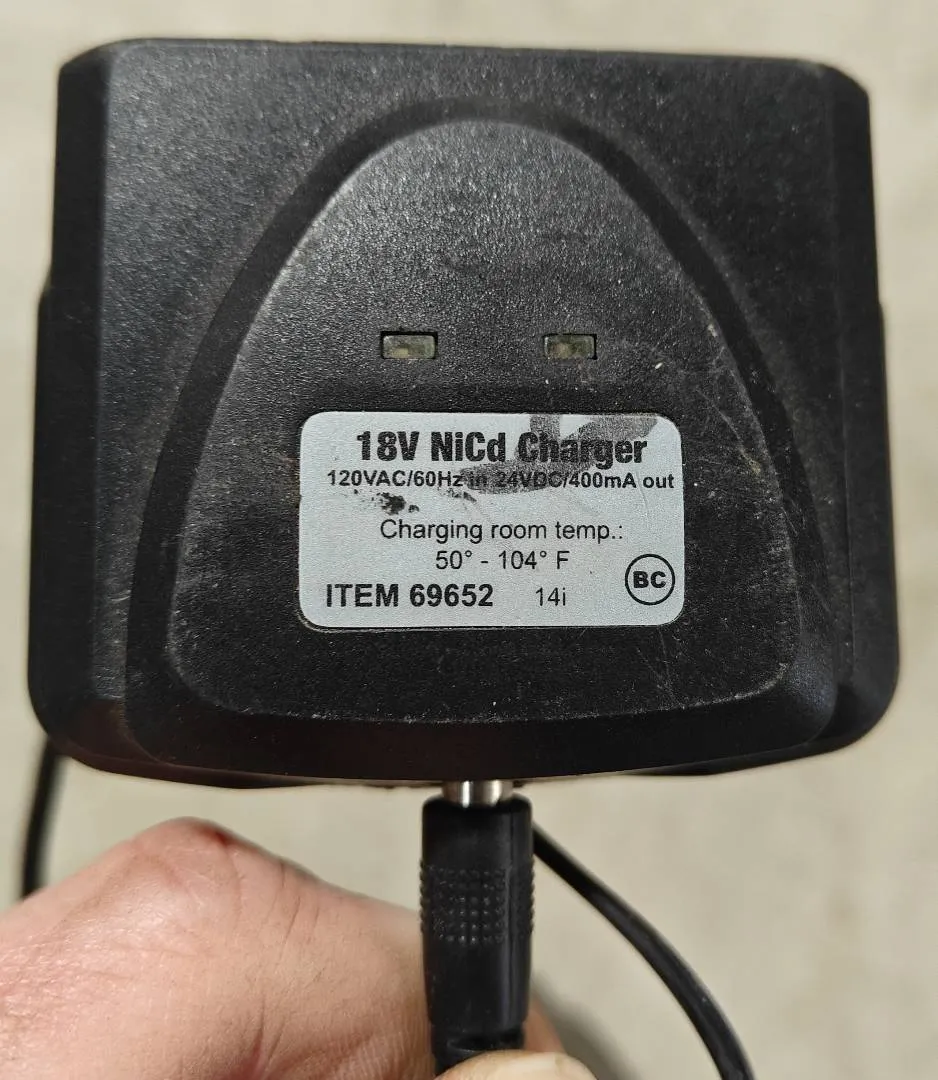 18V NiCd Charger
120VAC/60Hz in 24VDC/400mA out
Charging room temp.:
50° - 104° F
ITEM 69652 14i BC